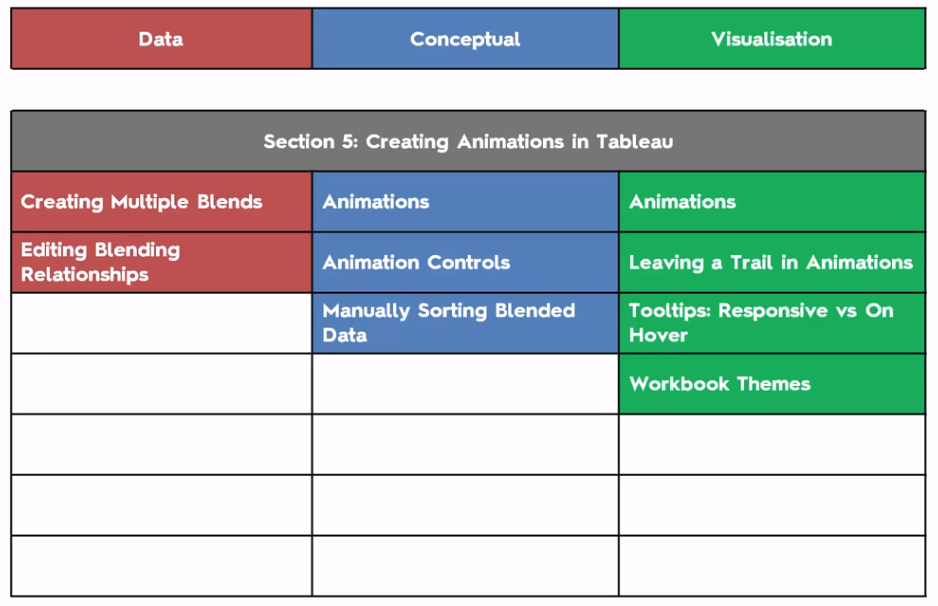 Data
Conceptual
Visualisation
Section 5: Creating Animations in Tableau
Creating Multiple Blends
Animations
Animations
Editing Blending
Relationships
Animation Controls
Leaving a Trail in Animations
Manually Sorting Blended
Data
Tooltips: Responsive vs On
Hover
Workbook Themes